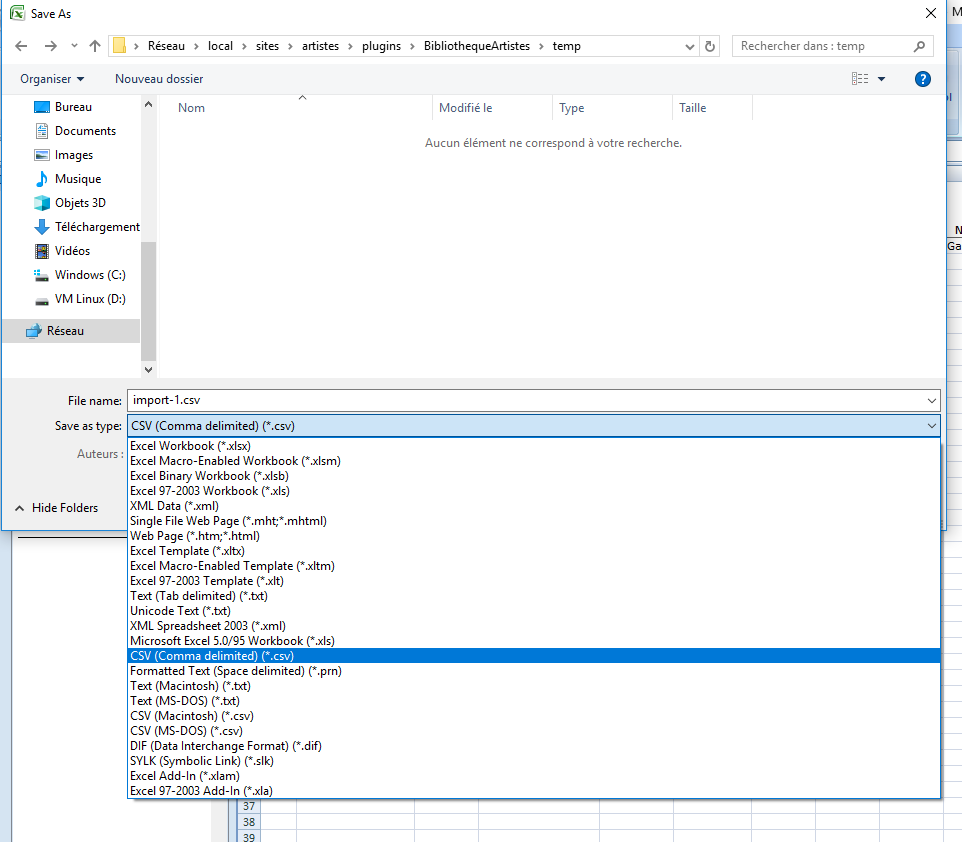 Save As
M
Réseau > local > sites > artistes > plugins > BibliothequeArtistes > temp
Rechercher dans : temp
Organiser
Nouveau dossier
?
Bureau
Documents
Images
Musique
Objets 3D
Téléchargement
Vidéos
Windows (C:)
VM Linux (D:)
Réseau
Nom
Modifié le
Type
Taille
Aucun élément ne correspond à votre recherche.
N
Ga
File name: import-1.csv
Save as type: CSV (Comma delimited) (*.csv)
Auteurs :
Hide Folders
Excel Workbook (*.xlsx)
Excel Macro-Enabled Workbook (*.xlsm)
Excel Binary Workbook (*.xlsb)
Excel 97-2003 Workbook (*.xls)
XML Data (*.xml)
Single File Web Page (*.mht;*.mhtml)
Web Page (*.htm;*.html)
Excel Template (*.xltx)
Excel Macro-Enabled Template (*.xltm)
Excel 97-2003 Template (*.xlt)
Text (Tab delimited) (*.txt)
Unicode Text (*.txt)
XML Spreadsheet 2003 (*.xml)
Microsoft Excel 5.0/95 Workbook (*.xls)
CSV (Comma delimited) (*.csv)
Formatted Text (Space delimited) (*.prn)
Text (Macintosh) (*.txt)
Text (MS-DOS) (*.txt)
CSV (Macintosh) (*.csv)
CSV (MS-DOS) (*.csv)
DIF (Data Interchange Format) (*.dif)
SYLK (Symbolic Link) (*.slk)
Excel Add-In (*.xlam)
Excel 97-2003 Add-In (*.xla)
37
38
39